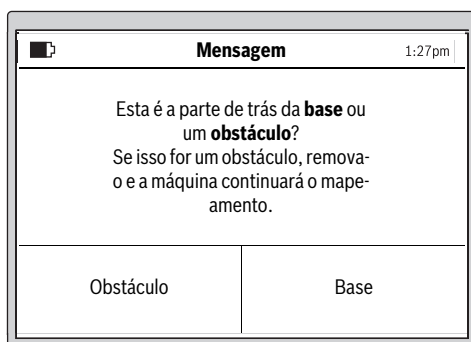 Mensagem 1:27pm
Esta é a parte de trás da base ou
um obstáculo?
Se isso for um obstáculo, remova-
o e a máquina continuará o mape-
amento.
Obstáculo Base